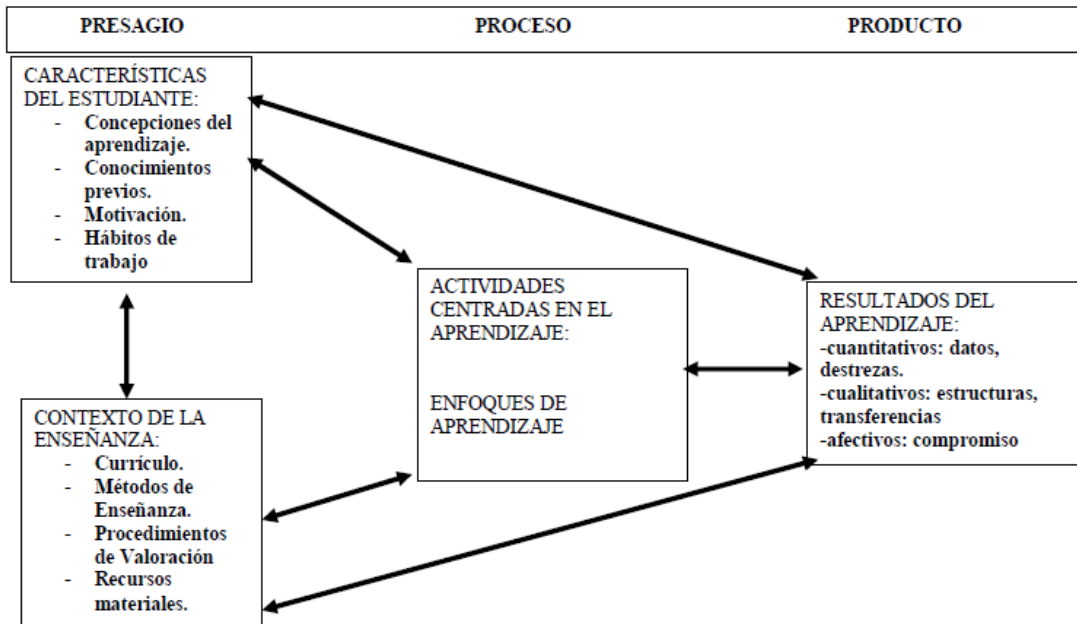 PRESAGIO PROCESO PRODUCTO
CARACTERÍSTICAS
DEL ESTUDIANTE:
- Concepciones del
aprendizaje.
- Conocimientos
previos.
- Motivación.
- Hábitos de
trabajo
ACTIVIDADES
CENTRADAS EN EL
APRENDIZAJE:
ENFOQUES DE
APRENDIZAJE
RESULTADOS DEL
APRENDIZAJE:
-cuantitativos: datos,
destrezas.
-cualitativos: estructuras,
transferencias
-afectivos: compromiso
CONTEXTO DE LA
ENSEÑANZA:
- Currículo.
- Métodos de
Enseñanza.
- Procedimientos
de Valoración
- Recursos
materiales.